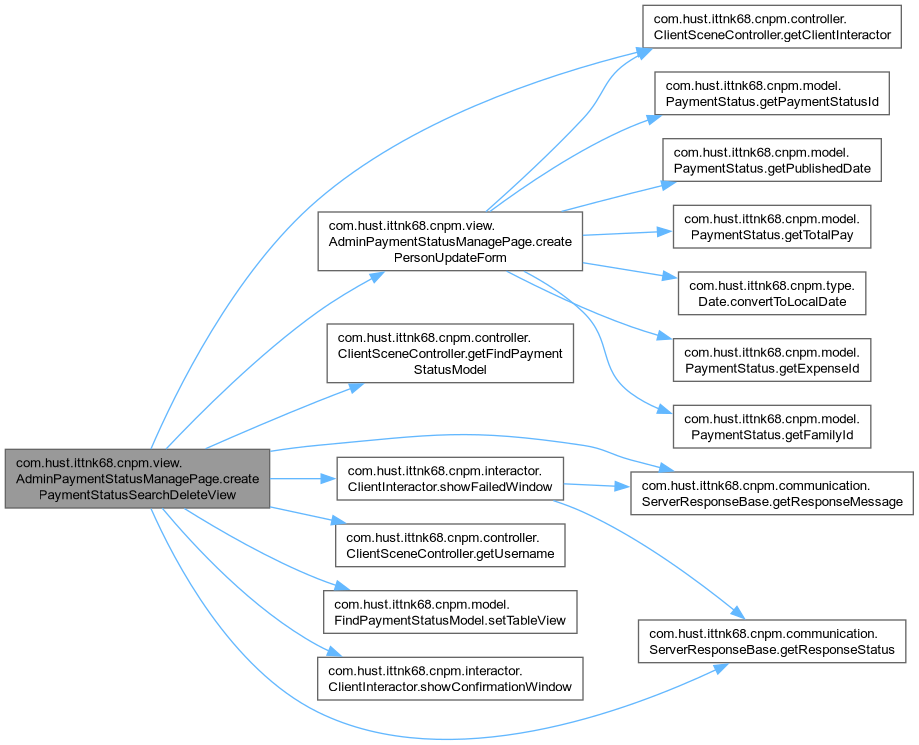 com.hust.ittnk68.cnpm.view.
AdminPaymentStatusManagePage.create
PaymentStatusSearchDeleteView
com.hust.ittnk68.cnpm.view.
AdminPaymentStatusManagePage.create
PersonUpdateForm
com.hust.ittnk68.cnpm.controller.
ClientSceneController.getFindPayment
StatusModel
com.hust.ittnk68.cnpm.interactor.
ClientInteractor.showFailedWindow
com.hust.ittnk68.cnpm.controller.
ClientSceneController.getUsername
com.hust.ittnk68.cnpm.model.
FindPaymentStatusModel.setTableView
com.hust.ittnk68.cnpm.interactor.
ClientInteractor.showConfirmationWindow
com.hust.ittnk68.cnpm.controller.
ClientSceneController.getClientInteractor
com.hust.ittnk68.cnpm.model.
PaymentStatus.getPaymentStatusId
com.hust.ittnk68.cnpm.model.
PaymentStatus.getPublishedDate
com.hust.ittnk68.cnpm.model.
PaymentStatus.getTotalPay
com.hust.ittnk68.cnpm.type.
Date.convertToLocalDate
com.hust.ittnk68.cnpm.model.
PaymentStatus.getExpenseId
com.hust.ittnk68.cnpm.model.
PaymentStatus.getFamilyId
com.hust.ittnk68.cnpm.communication.
ServerResponseBase.getResponseMessage
com.hust.ittnk68.cnpm.communication.
ServerResponseBase.getResponseStatus